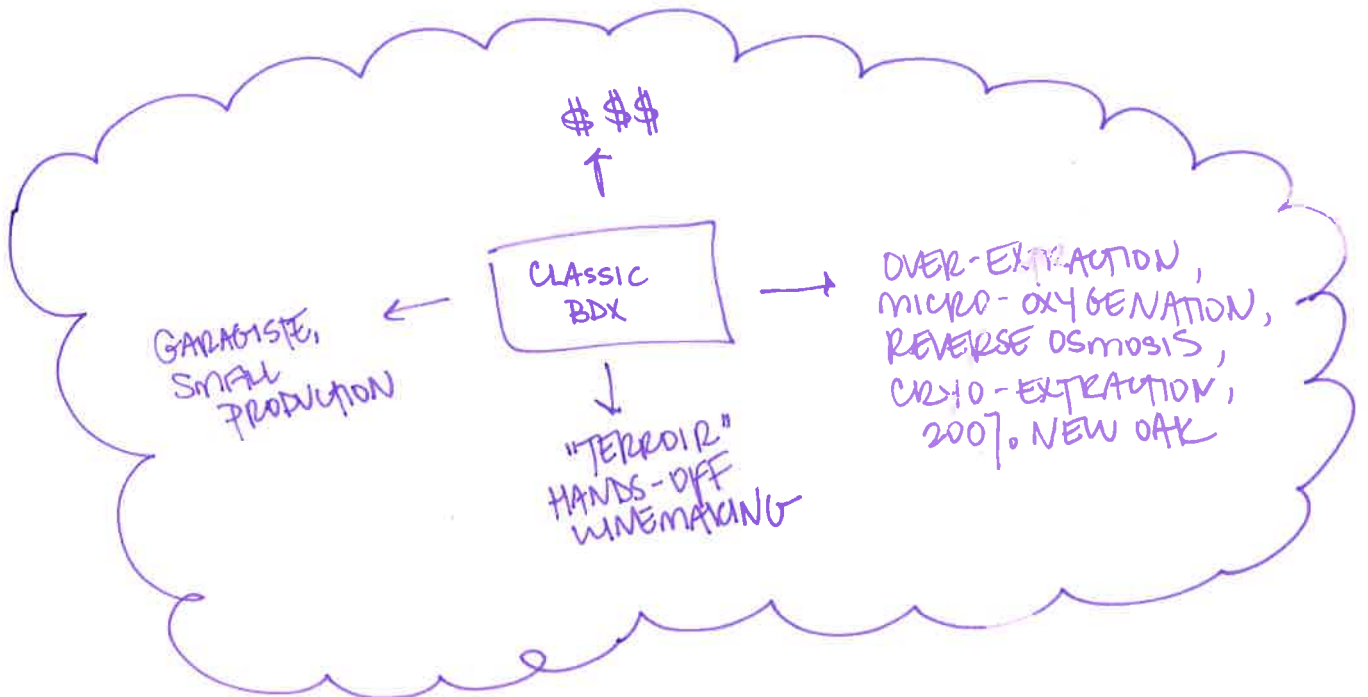 $ $$
CLASSIC
BDX
GARAGISTE,
SMALL
PRODUCTION
"TERROIR"
HANDS-OFF
WINEMAKING
OVER-EXTRACTION,
MICRO-OXYGENATION,
REVERSE OSMOSIS,
CRYO-EXTRACTION,
200%. NEW OAK